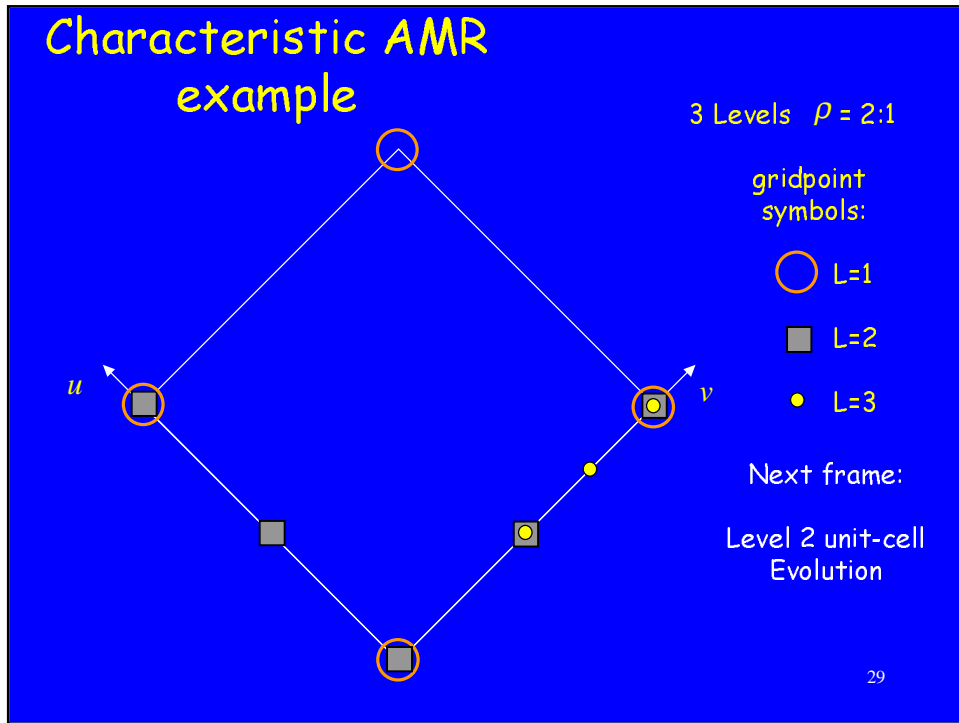 Characteristic AMR
example
3 Levels ρ = 2:1
gridpoint
symbols:
L=1
L=2
u
v
L=3
Next frame:
Level 2 unit-cell
Evolution
29